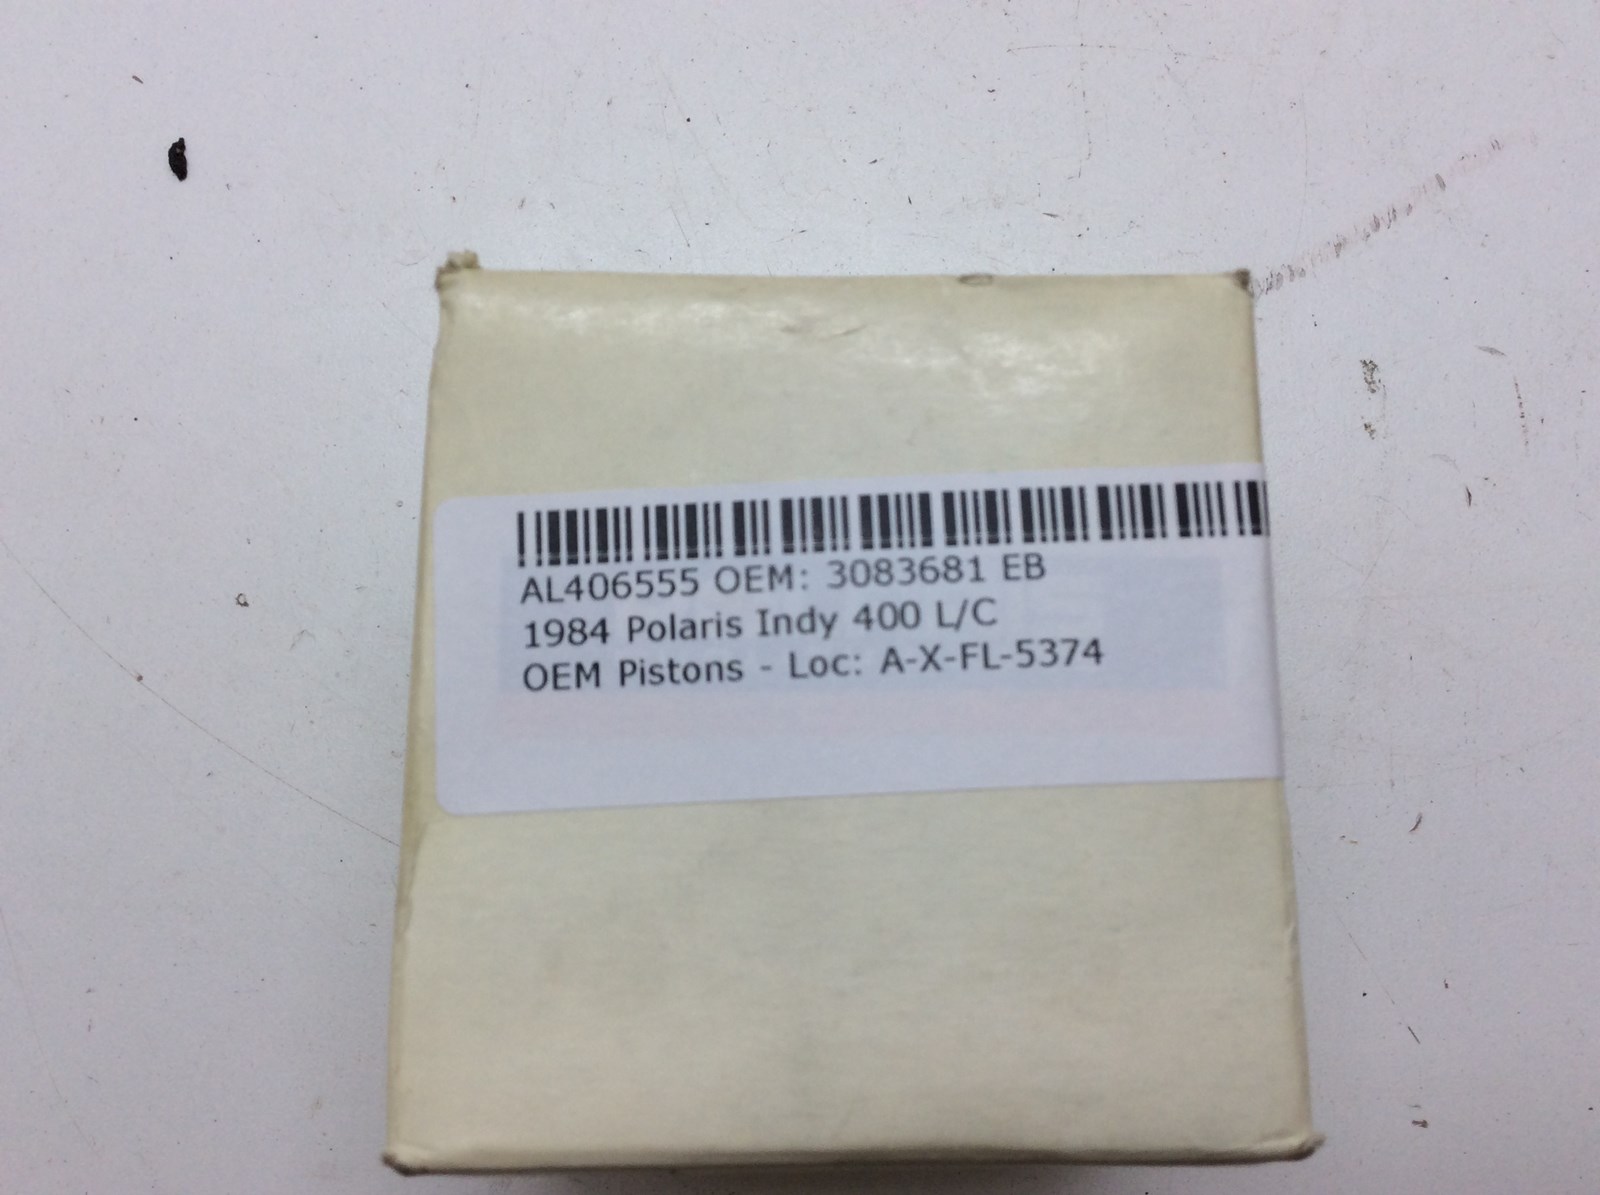 AL406555 OEM: 3083681 EB
1984 Polaris Indy 400 L/C
OEM Pistons - Loc: A-X-FL-5374